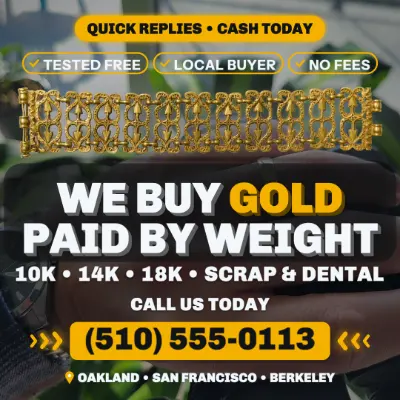 QUICK REPLIES • CASH TODAY
✓ TESTED FREE ✓ LOCAL BUYER ✓ NO FEES
WE BUY GOLD
PAID BY WEIGHT
10K • 14K • 18K • SCRAP & DENTAL
CALL US TODAY
(510) 555-0113
OAKLAND • SAN FRANCISCO • BERKELEY